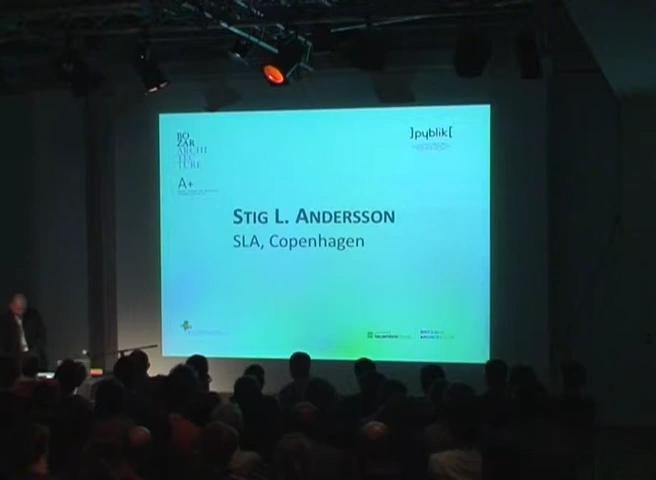 BO
ZAR
ARCHI
TEC
TURE
]pyblik[
A+
STIG L. ANDERSSON
SLA, Copenhagen